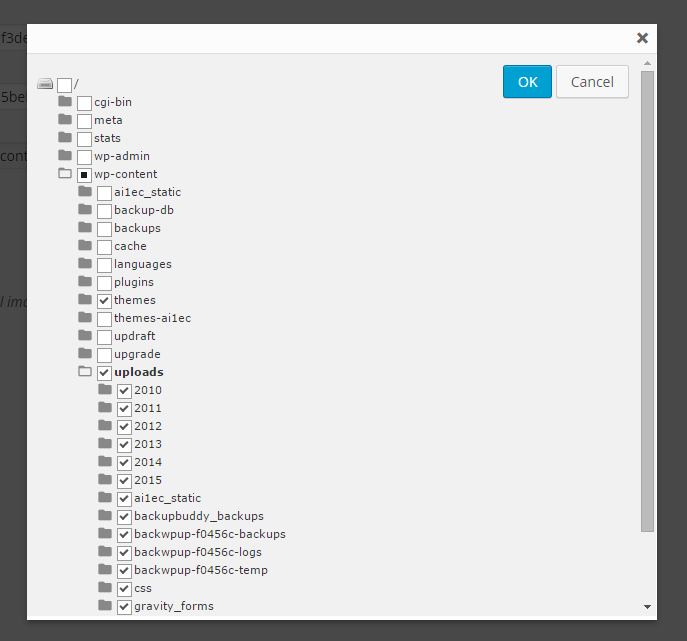 f3de
5be
cont
l ima
OK
Cancel
/
cgi-bin
meta
stats
wp-admin
wp-content
ai1ec_static
backup-db
backups
cache
languages
plugins
themes
themes-ai1ec
updraft
upgrade
uploads
2010
2011
2012
2013
2014
2015
ai1ec_static
backupbuddy_backups
backwpup-f0456c-backups
backwpup-f0456c-logs
backwpup-f0456c-temp
css
gravity_forms